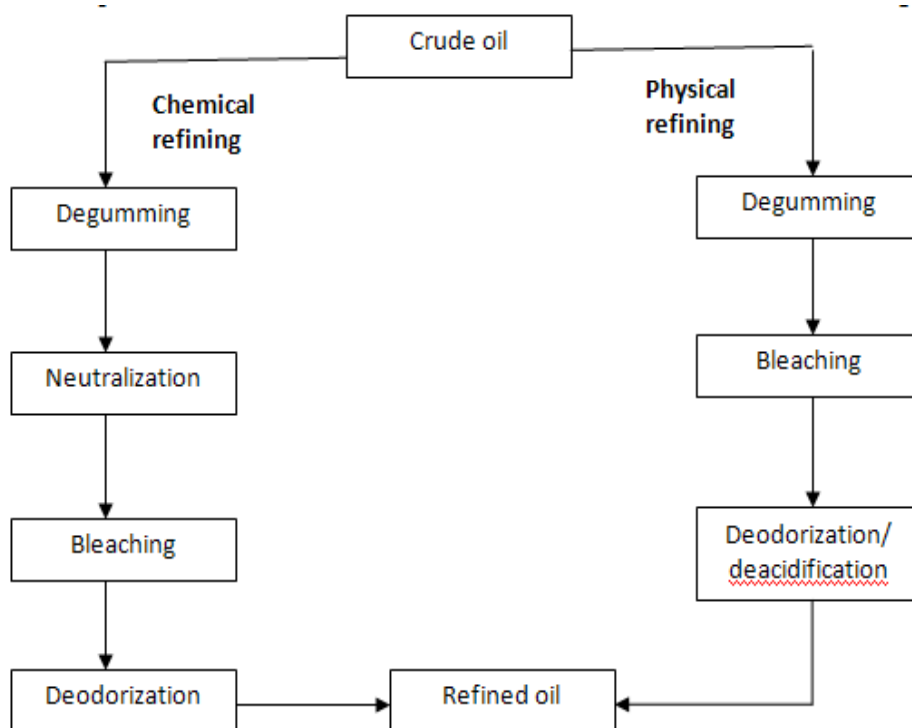 Crude oil
Chemical
refining
Physical
refining
Degumming
Degumming
Neutralization
Bleaching
Bleaching
Deodorization/
deacidification
Deodorization
Refined oil